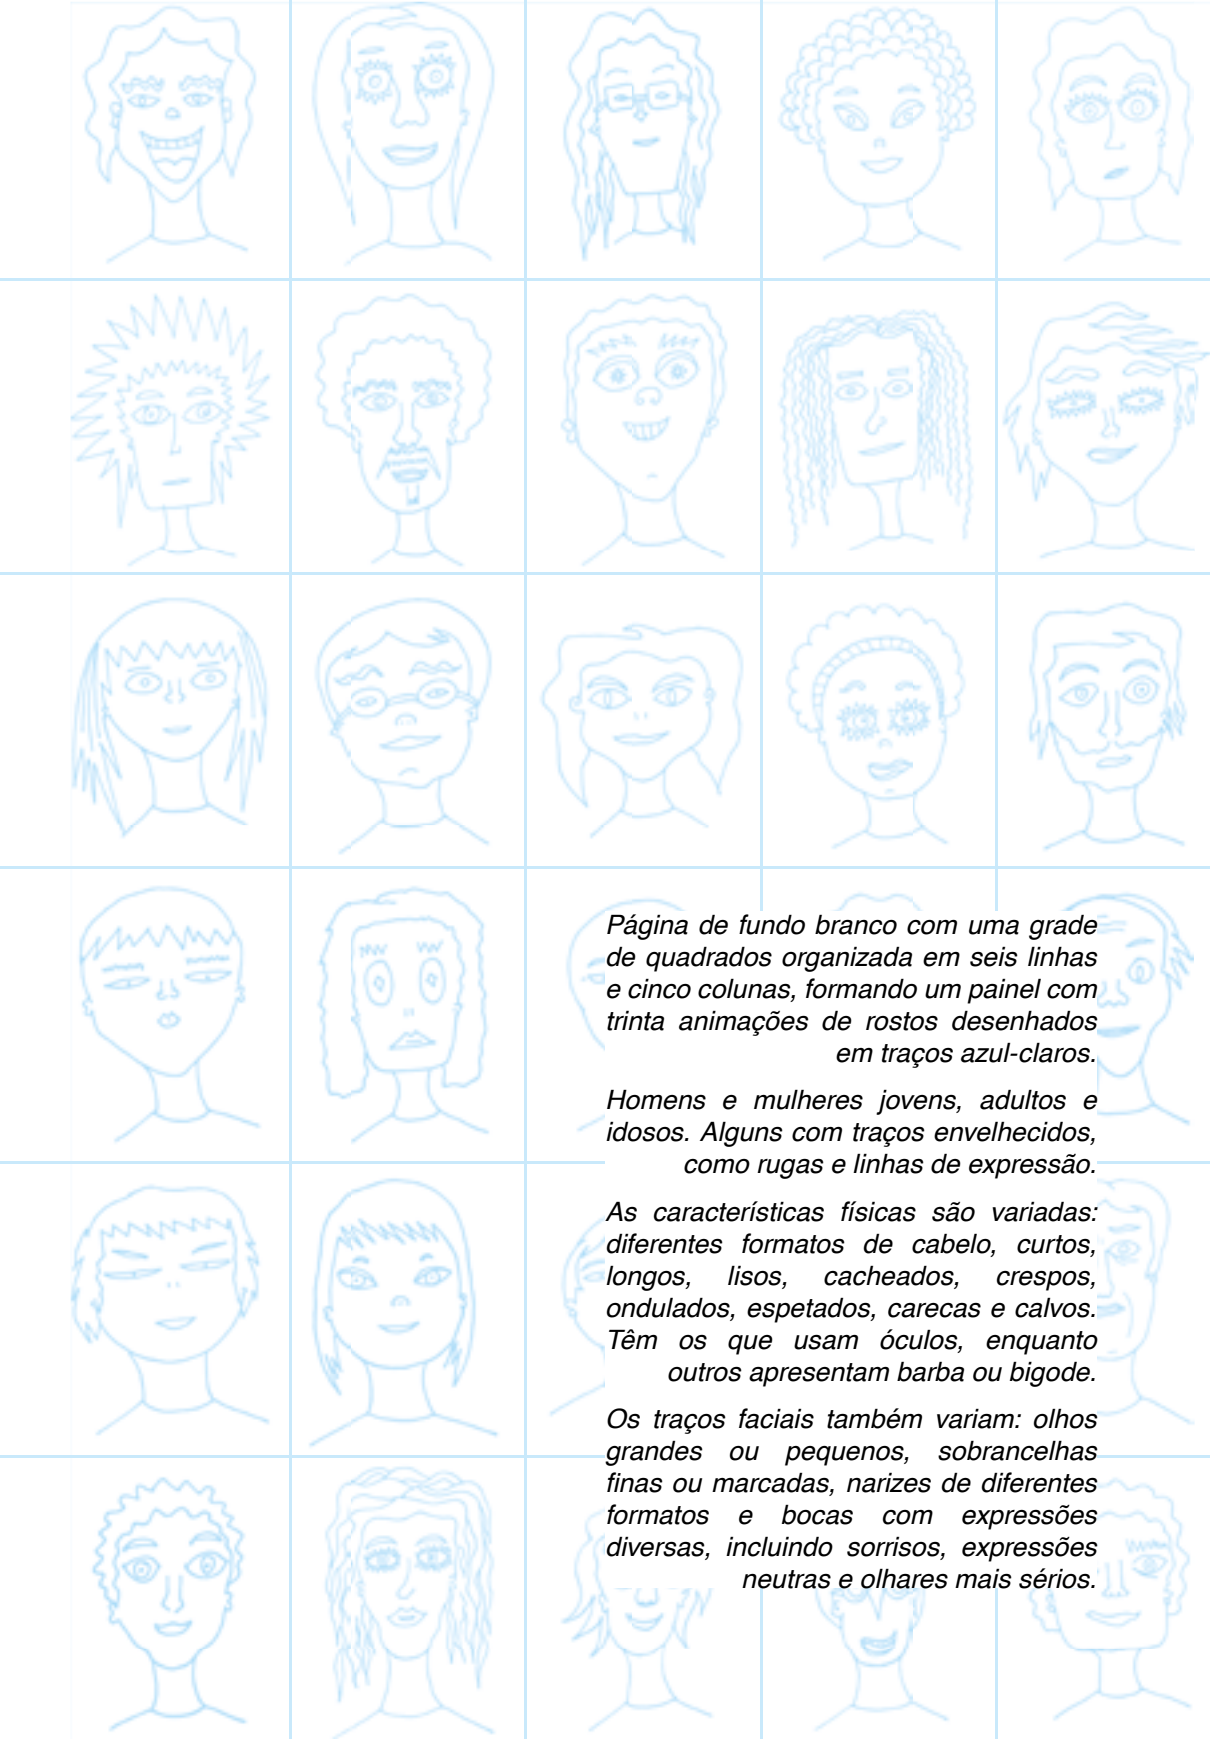 Página de fundo branco com uma grade
de quadrados organizada em seis linhas
e cinco colunas, formando um painel com
trinta animações de rostos desenhados
em traços azul-claros.
Homens e mulheres jovens, adultos e
idosos. Alguns com traços envelhecidos,
como rugas e linhas de expressão.
As características físicas são variadas:
diferentes formatos de cabelo, curtos,
longos, lisos, cacheados, crespos,
ondulados, espetados, carecas e calvos.
Têm os que usam óculos, enquanto
outros apresentam barba ou bigode.
Os traços faciais também variam: olhos
grandes ou pequenos, sobrancelhas
finas ou marcadas, narizes de diferentes
formatos e bocas com expressões
diversas, incluindo sorrisos, expressões
neutras e olhares mais sérios.